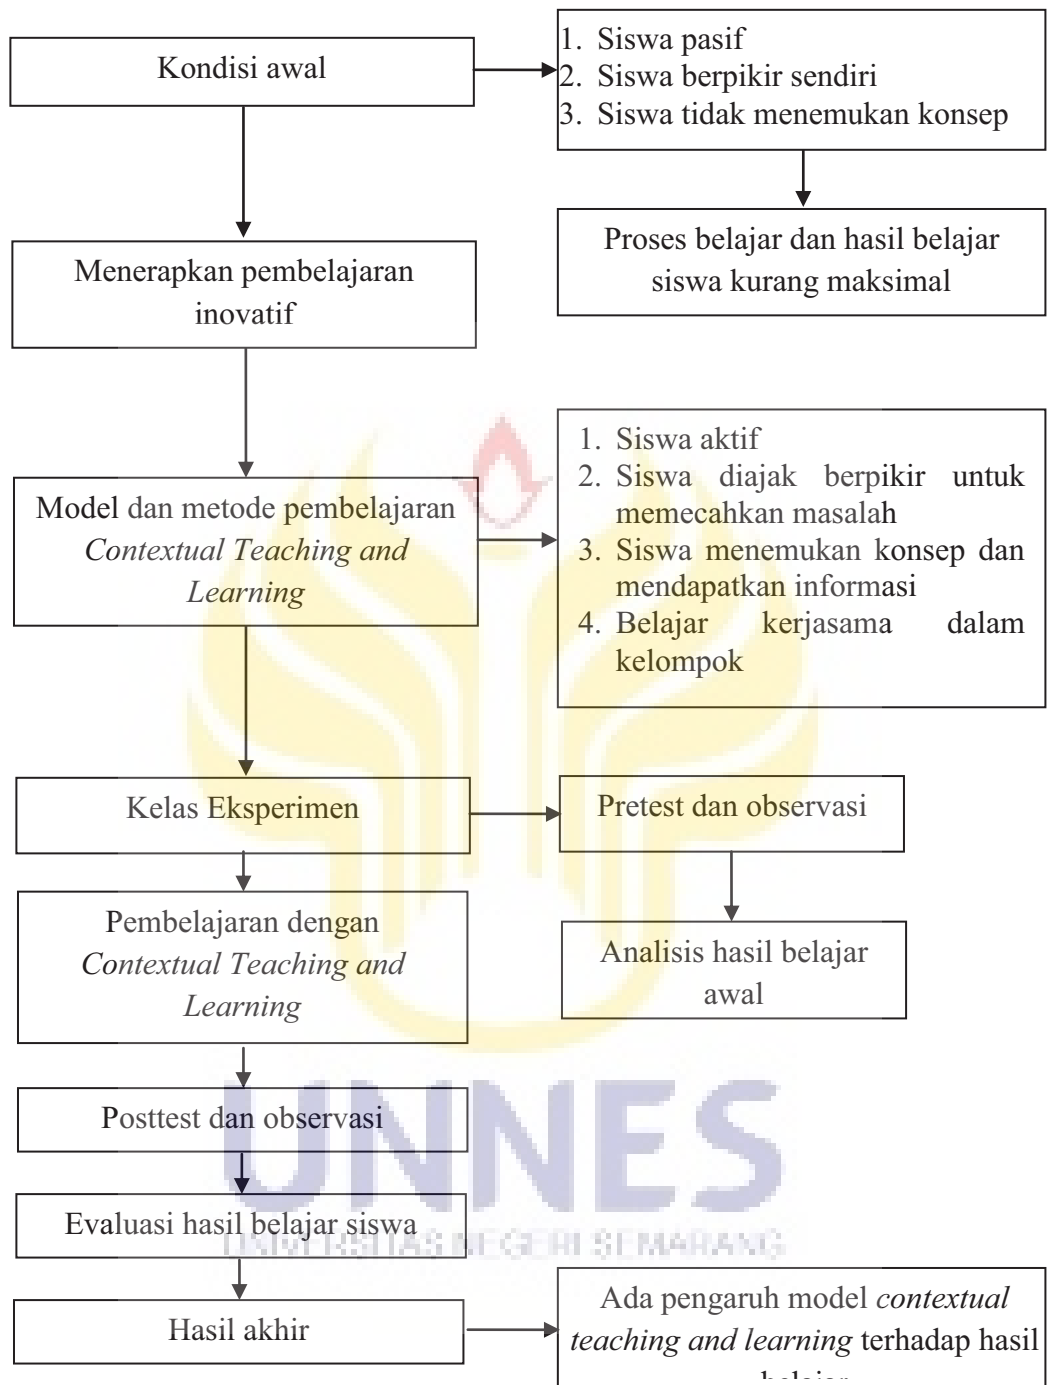 Kondisi awal
1. Siswa pasif
2. Siswa berpikir sendiri
3. Siswa tidak menemukan konsep
Proses belajar dan hasil belajar
siswa kurang maksimal
Menerapkan pembelajaran
inovatif
Model dan metode pembelajaran
Contextual Teaching and
Learning
1. Siswa aktif
2. Siswa diajak berpikir untuk
memecahkan masalah
3. Siswa menemukan konsep dan
mendapatkan informasi
4. Belajar kerjasama dalam
kelompok
Kelas Eksperimen
Pretest dan observasi
Analisis hasil belajar
awal
Pembelajaran dengan
Contextual Teaching and
Learning
Posttest dan observasi
Evaluasi hasil belajar siswa
Hasil akhir
Ada pengaruh model contextual
teaching and learning terhadap hasil
belajar
UNNES
UNIVERSITAS NEGERI SEMARANG